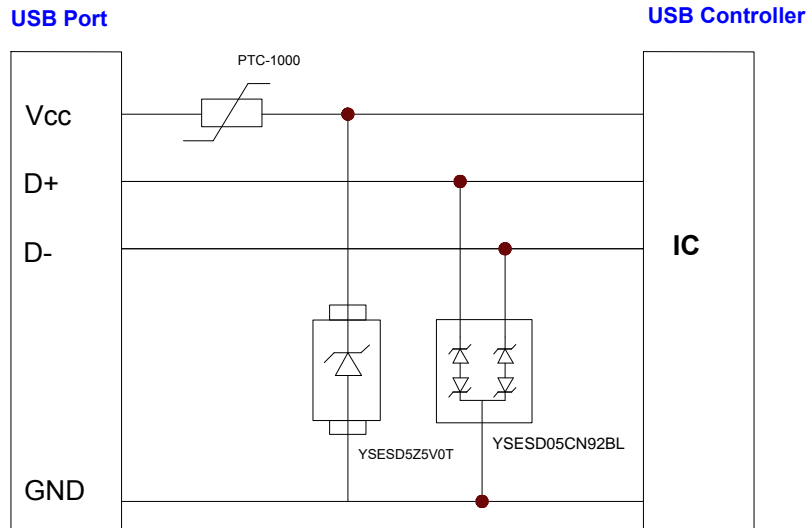 USB Port
USB Controller
PTC-1000
Vcc
D+
D-
IC
YSESD5Z5V0T
YSESD05CN92BL
GND